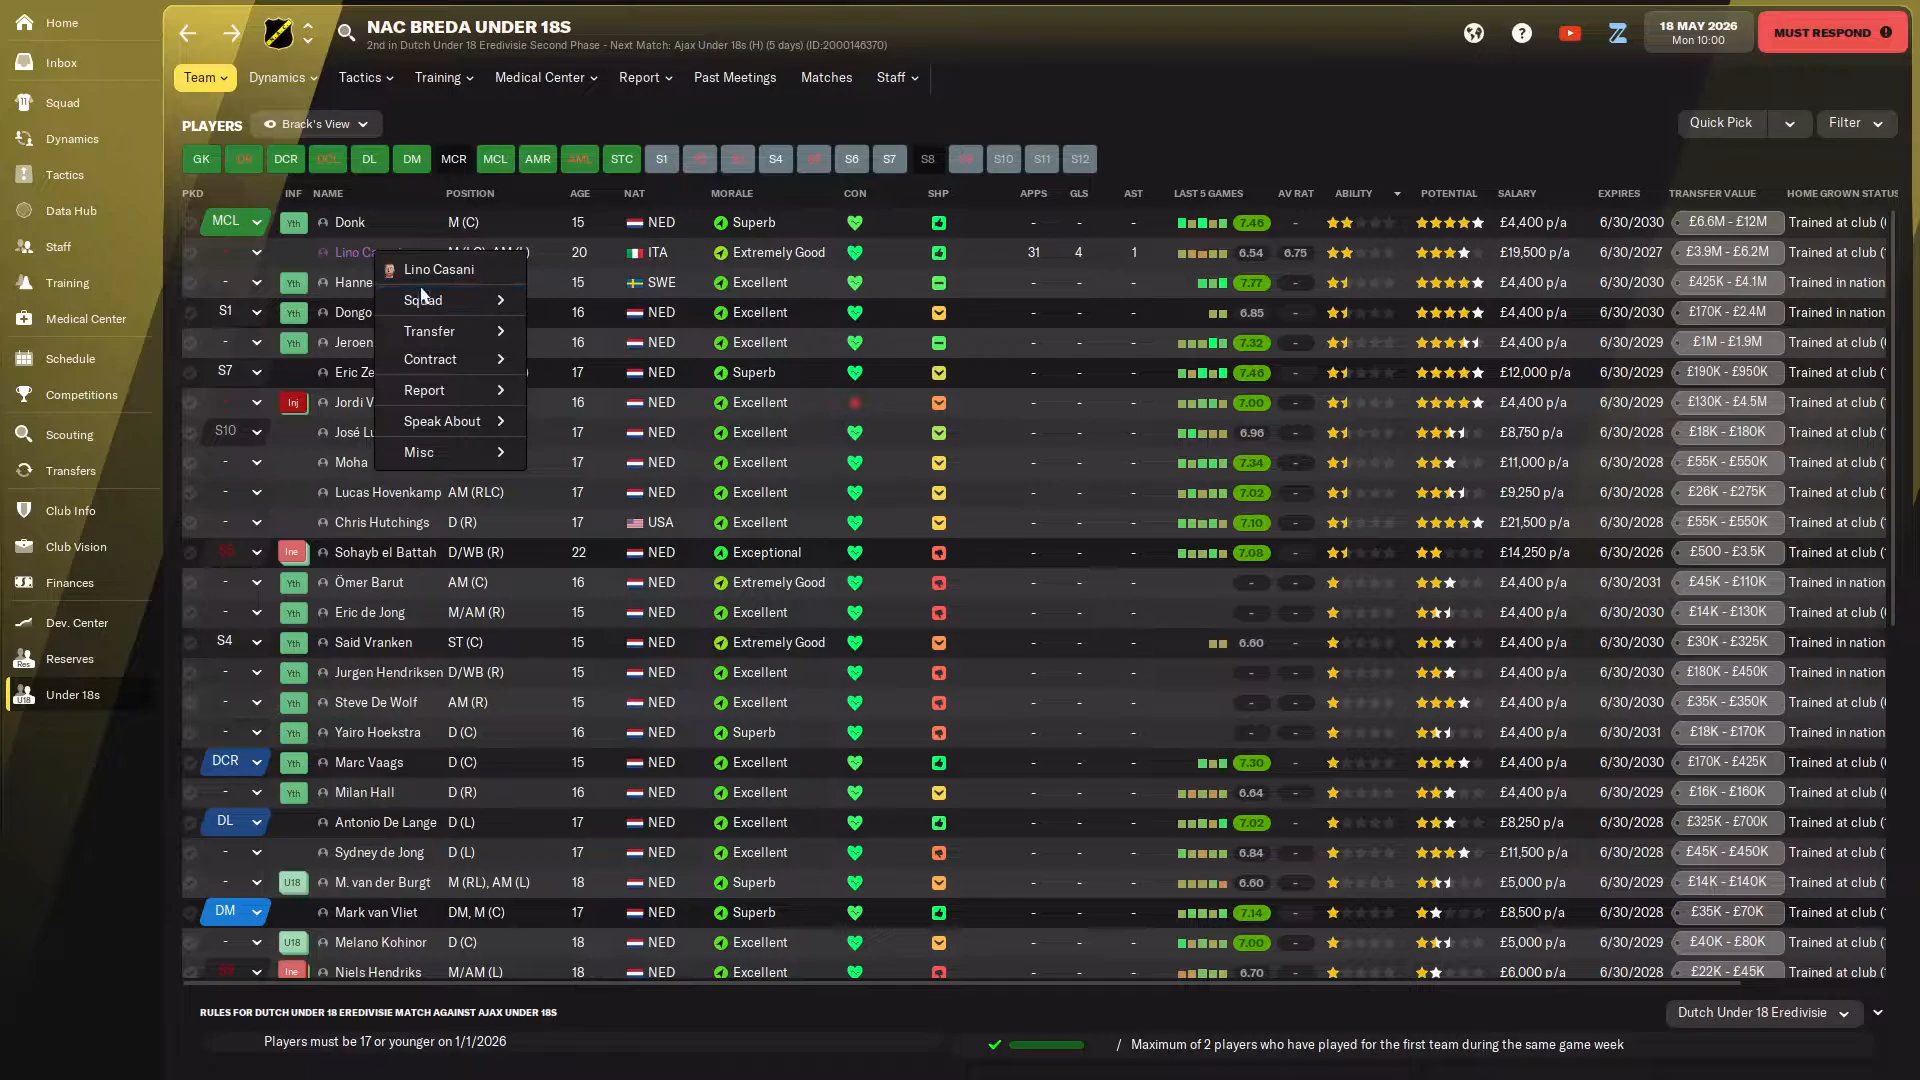 Home
Inbox
Squad
Dynamics
Tactics
Data Hub
Staff
Training
Medical Center
Schedule
Competitions
Scouting
Transfers
Club Info
Club Vision
Finances
Dev. Center
Reserves
Under 18s
NAC BREDA UNDER 18S
2nd in Dutch Under 18 Eredivisie Second Phase - Next Match: Ajax Under 18s (H) (5 days) (ID:2000146370)
18 MAY 2026
Mon 10:00
MUST RESPOND
Team Dynamics Tactics Training Medical Center Report Past Meetings Matches Staff
PLAYERS Brack's View Quick Pick Filter
GK DR DCR DCL DL DM MCR MCL AMR AML STC S1 S4 S6 S7 S8 S10 S11 S12
PKD INF NAME POSITION AGE NAT MORALE CON SHP APPS GLS AST LAST 5 GAMES AV RAT ABILITY POTENTIAL SALARY EXPIRES TRANSFER VALUE HOME GROWN STATUS
MCL Yth Donk M (C) 15 NED Superb - - - 7.46 - £4,400 p/a 6/30/2030 £6.6M - £12M Trained at club (
- Lino 20 ITA Extremely Good 31 4 1 6.54 6.75 £19,500 p/a 6/30/2027 £3.9M - £6.2M Trained at club (
- Yth Hanne 15 SWE Excellent - - - 7.77 - £4,400 p/a 6/30/2030 £425K - £4.1M Trained at club (
S1 Yth Dongo 16 NED Excellent - - - 6.85 - £4,400 p/a 6/30/2030 £170K - £2.4M Trained in nation
- Yth Jeroen 16 NED Excellent - - - 7.32 - £4,400 p/a 6/30/2029 £1M - £1.9M Trained at club (
S7 Eric Ze 17 NED Superb - - - 7.46 - £12,000 p/a 6/30/2029 £190K - £950K Trained at club (
Inj Jordi V 16 NED Excellent - - - 7.00 - £4,400 p/a 6/30/2029 £130K - £4.5M Trained at club (
S10 José Lu 17 NED Excellent - - - 6.96 - £8,750 p/a 6/30/2028 £18K - £180K Trained at club (
- Moha 17 NED Excellent - - - 7.34 - £11,000 p/a 6/30/2028 £55K - £550K Trained at club (
- Lucas Hovenkamp AM (RLC) 17 NED Excellent - - - 7.02 - £9,250 p/a 6/30/2028 £26K - £275K Trained at club (
- Chris Hutchings D (R) 17 USA Excellent - - - 7.10 - £21,500 p/a 6/30/2028 £55K - £550K Trained at club (
Ine Sohayb el Battah D/WB (R) 22 NED Exceptional - - - 7.08 - £14,250 p/a 6/30/2026 £500 - £3.5K Trained at club (
- Yth Ömer Barut AM (C) 16 NED Extremely Good - - - - - £4,400 p/a 6/30/2031 £45K - £110K Trained in nation
- Yth Eric de Jong M/AM (R) 15 NED Excellent - - - - - £4,400 p/a 6/30/2030 £14K - £130K Trained at club (
S4 Yth Said Vranken ST (C) 15 NED Extremely Good - - - 6.60 - £4,400 p/a 6/30/2030 £30K - £325K Trained in nation
- Yth Jurgen Hendriksen D/WB (R) 15 NED Excellent - - - - - £4,400 p/a 6/30/2030 £180K - £450K Trained in nation
- Yth Steve De Wolf AM (R) 15 NED Excellent - - - - - £4,400 p/a 6/30/2030 £35K - £350K Trained in nation
- Yth Yairo Hoekstra D (C) 16 NED Superb - - - - - £4,400 p/a 6/30/2031 £18K - £170K Trained in nation
DCR Yth Marc Vaags D (C) 15 NED Excellent - - - 7.30 - £4,400 p/a 6/30/2030 £170K - £425K Trained at club (
- Yth Milan Hall D (R) 16 NED Excellent - - - 6.64 - £4,400 p/a 6/30/2029 £16K - £160K Trained at club (
DL Antonio De Lange D (L) 17 NED Excellent - - - 7.02 - £8,250 p/a 6/30/2028 £325K - £700K Trained at club (
- Sydney de Jong D (L) 17 NED Excellent - - - 6.84 - £11,500 p/a 6/30/2028 £45K - £450K Trained at club (
- U18 M. van der Burgt M (RL), AM (L) 18 NED Superb - - - 6.60 - £5,000 p/a 6/30/2029 £14K - £140K Trained at club (
DM Mark van Vliet DM, M (C) 17 NED Superb - - - 7.14 - £8,500 p/a 6/30/2028 £35K - £70K Trained at club (
- U18 Melano Kohinor D (C) 18 NED Excellent - - - 7.00 - £5,000 p/a 6/30/2029 £40K - £80K Trained at club (
Ine Niels Hendriks M/AM (L) 18 NED Excellent - - - 6.70 - £6,000 p/a 6/30/2028 £22K - £45K Trained at club (
Lino Casani
Squad
Transfer
Contract
Report
Speak About
Misc
RULES FOR DUTCH UNDER 18 EREDIVISIE MATCH AGAINST AJAX UNDER 18S Dutch Under 18 Eredivisie
Players must be 17 or younger on 1/1/2026 / Maximum of 2 players who have played for the first team during the same game week